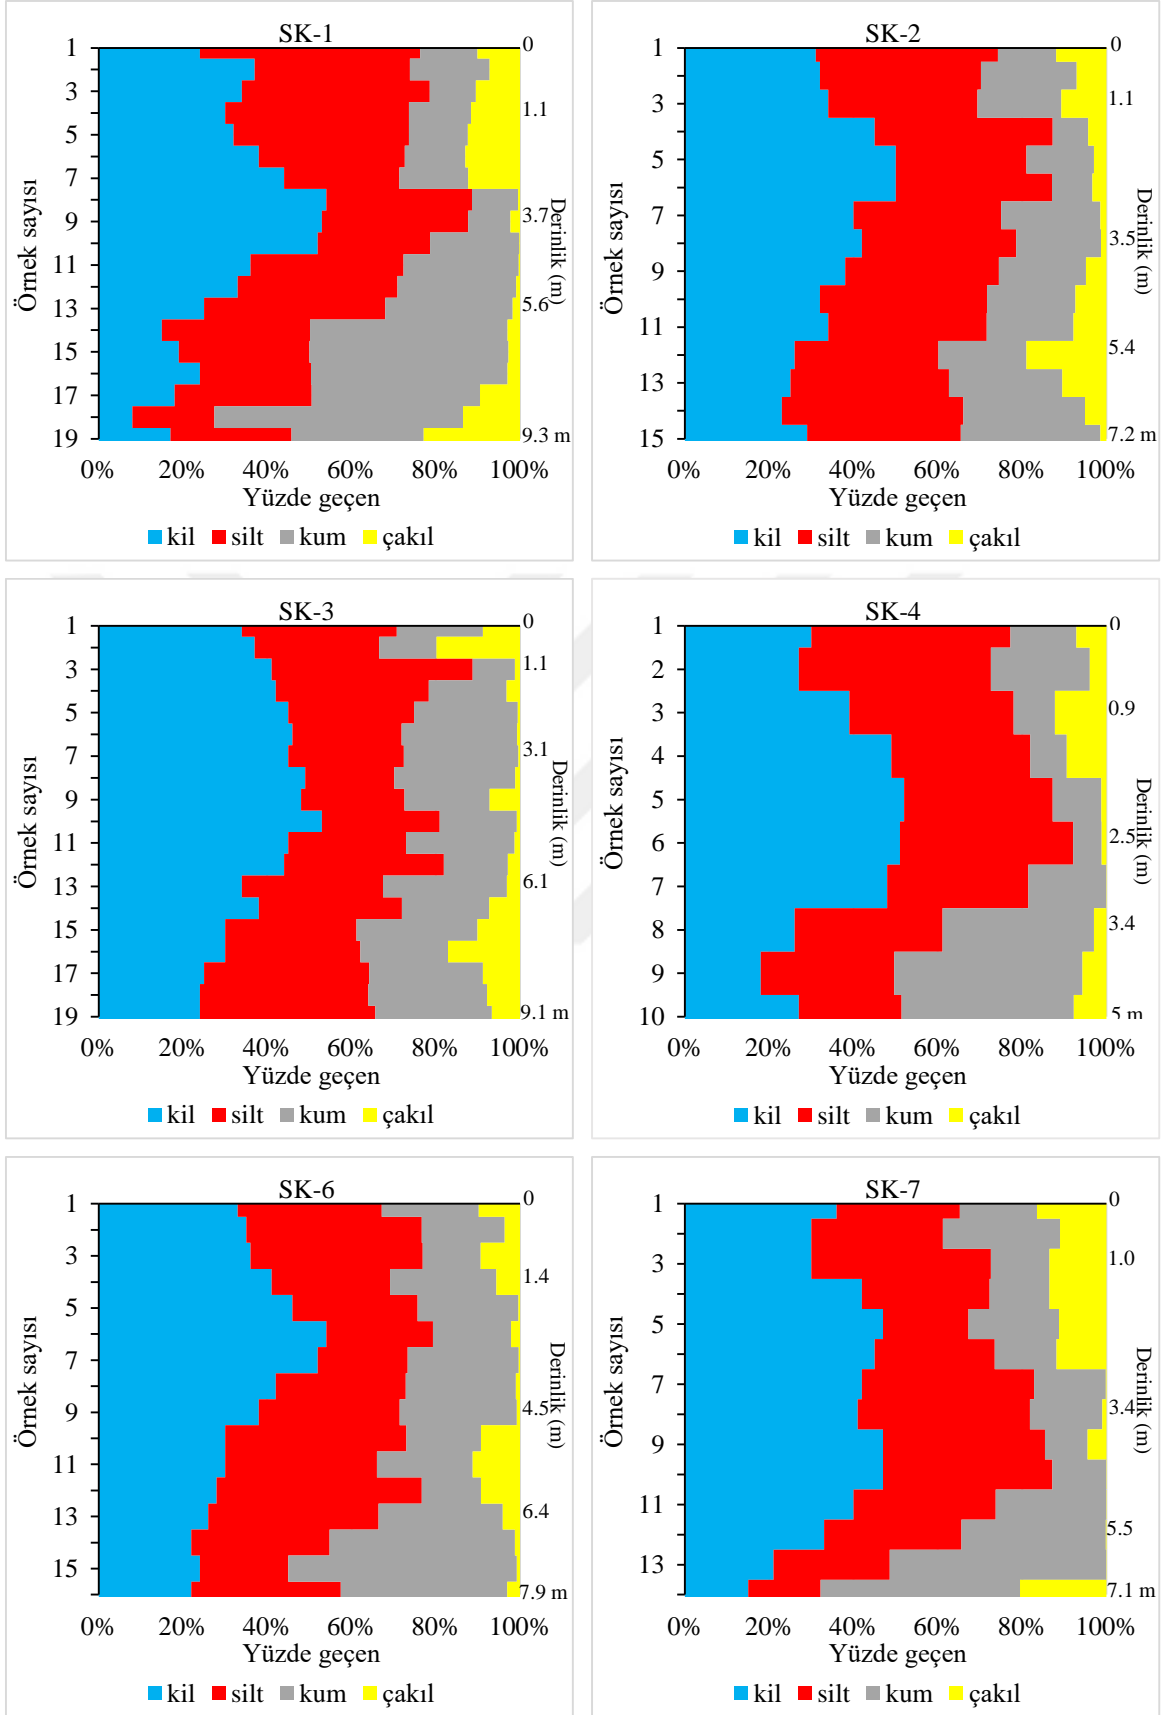 SK-1
1
3
5
7
9
11
13
15
17
19
Örnek sayısı
0
1.1
3.7
5.6
9.3 m
Derinlik (m)
0% 20% 40% 60% 80% 100%
Yüzde geçen
kil silt kum çakıl
SK-2
1
3
5
7
9
11
13
15
Örnek sayısı
0
1.1
3.5
5.4
7.2 m
Derinlik (m)
0% 20% 40% 60% 80% 100%
Yüzde geçen
kil silt kum çakıl
SK-3
1
3
5
7
9
11
13
15
17
19
Örnek sayısı
0
1.1
3.1
6.1
9.1 m
Derinlik (m)
0% 20% 40% 60% 80% 100%
Yüzde geçen
kil silt kum çakıl
SK-4
1
2
3
4
5
6
7
8
9
10
Örnek sayısı
0
0.9
2.5
3.4
5 m
Derinlik (m)
0% 20% 40% 60% 80% 100%
Yüzde geçen
kil silt kum çakıl
SK-6
1
3
5
7
9
11
13
15
Örnek sayısı
0
1.4
4.5
6.4
7.9 m
Derinlik (m)
0% 20% 40% 60% 80% 100%
Yüzde geçen
kil silt kum çakıl
SK-7
1
3
5
7
9
11
13
Örnek sayısı
0
1.0
3.4
5.5
7.1 m
Derinlik (m)
0% 20% 40% 60% 80% 100%
Yüzde geçen
kil silt kum çakıl